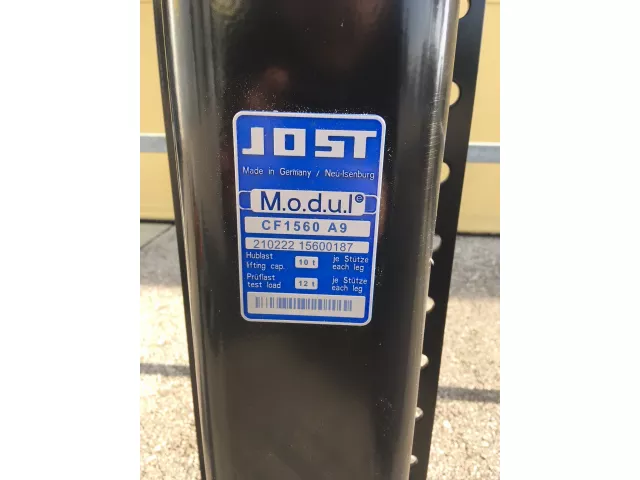 JOST
Made in Germany / Neu-Isenburg
M.o.d.u.l e
CF1560 A9
210222 15600187
Hublast 10 t je Stütze
lifting cap. each leg
Prüflast 12 t je Stütze
test load each leg